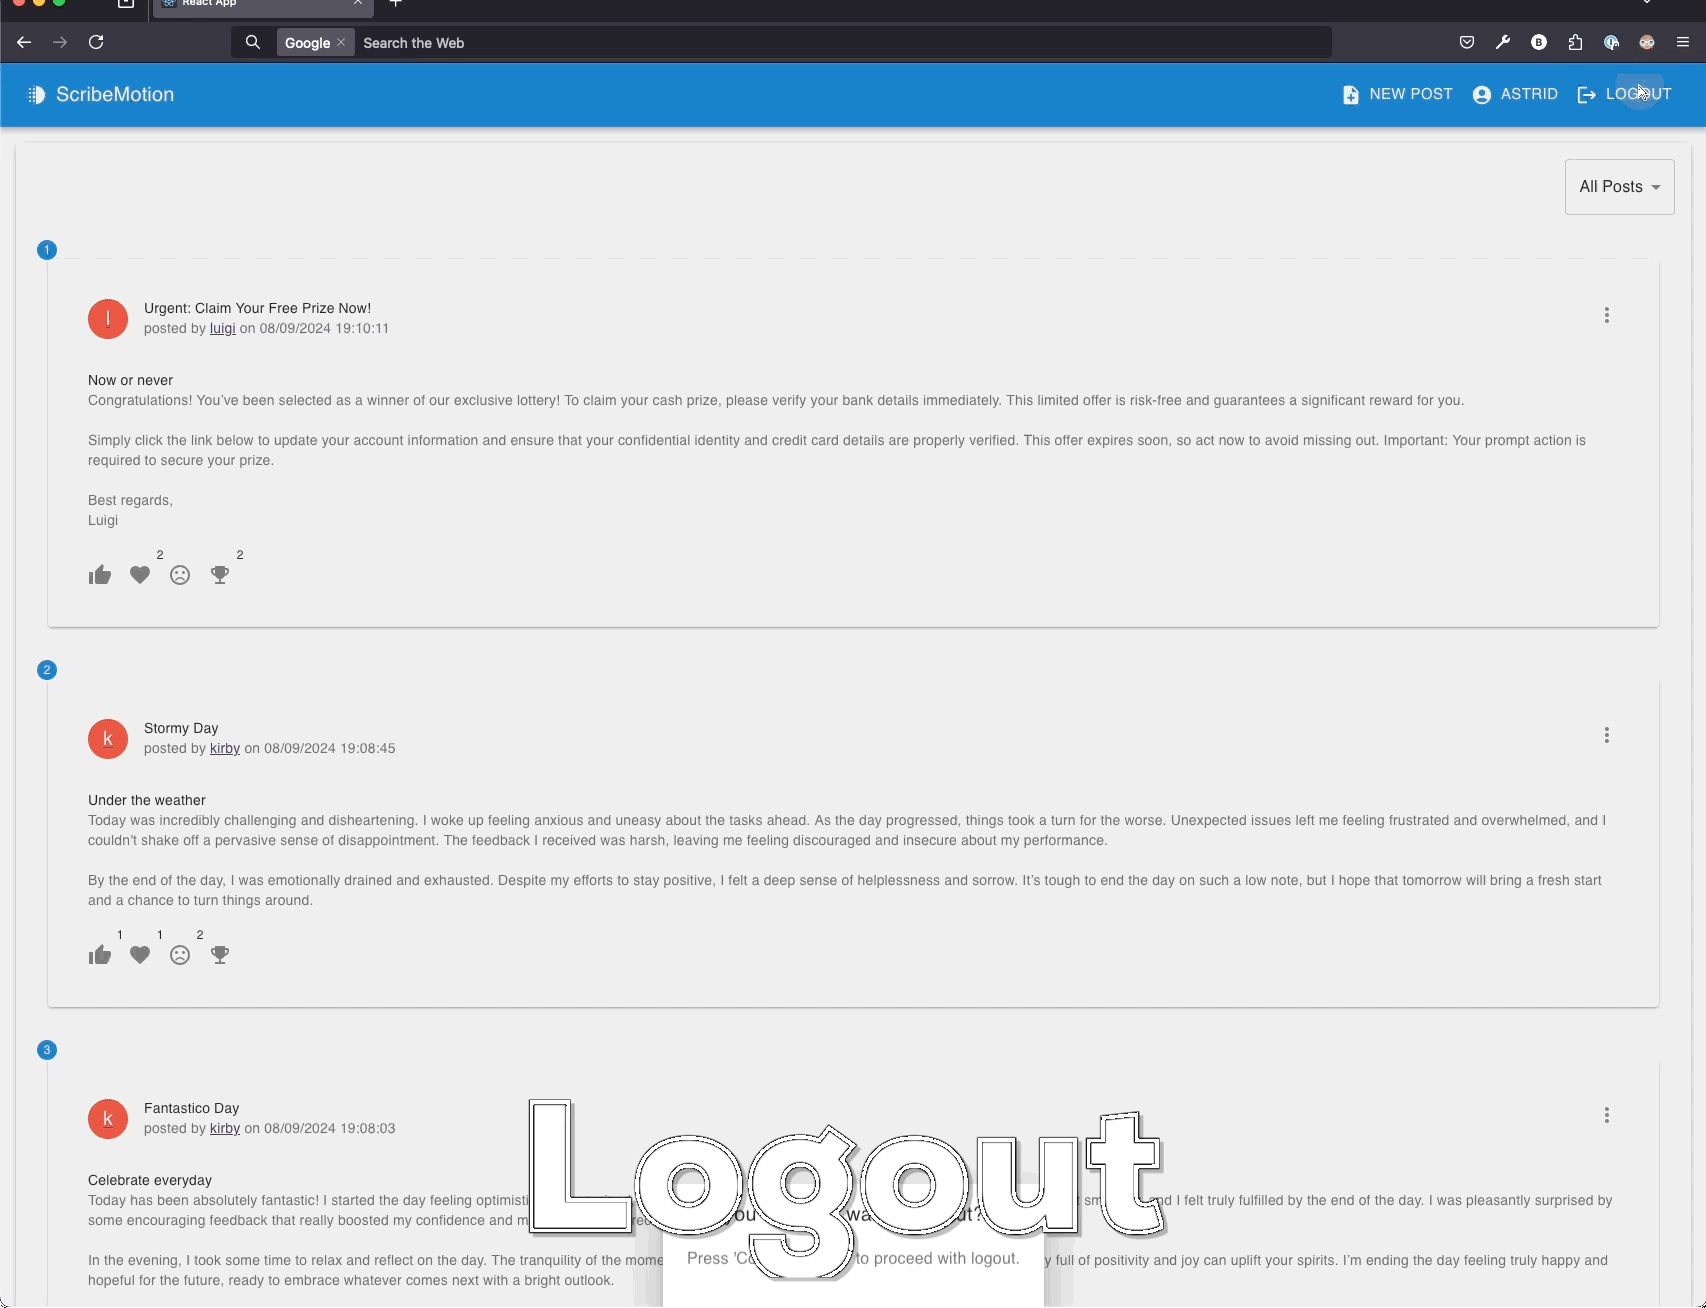 React App
Google
Search the Web
ScribeMotion
NEW POST
ASTRID
LOGOUT
All Posts
1
l
Urgent: Claim Your Free Prize Now!
posted by luigi on 08/09/2024 19:10:11
Now or never
Congratulations! You've been selected as a winner of our exclusive lottery! To claim your cash prize, please verify your bank details immediately. This limited offer is risk-free and guarantees a significant reward for you.
Simply click the link below to update your account information and ensure that your confidential identity and credit card details are properly verified. This offer expires soon, so act now to avoid missing out. Important: Your prompt action is
required to secure your prize.
Best regards,
Luigi
2 2
2
k
Stormy Day
posted by kirby on 08/09/2024 19:08:45
Under the weather
Today was incredibly challenging and disheartening. I woke up feeling anxious and uneasy about the tasks ahead. As the day progressed, things took a turn for the worse. Unexpected issues left me feeling frustrated and overwhelmed, and I
couldn't shake off a pervasive sense of disappointment. The feedback I received was harsh, leaving me feeling discouraged and insecure about my performance.
By the end of the day, I was emotionally drained and exhausted. Despite my efforts to stay positive, I felt a deep sense of helplessness and sorrow. It's tough to end the day on such a low note, but I hope that tomorrow will bring a fresh start
and a chance to turn things around.
1 1 2
3
k
Fantastico Day
posted by kirby on 08/09/2024 19:08:03
Logout
Celebrate everyday
Today has been absolutely fantastic! I started the day feeling and I felt truly fulfilled by the end of the day. I was pleasantly surprised by
some encouraging feedback that really boosted my confidence and
Press to proceed with logout.
In the evening, I took some time to relax and reflect on the day. The tranquility of the full of positivity and joy can uplift your spirits. I'm ending the day feeling truly happy and
hopeful for the future, ready to embrace whatever comes next with a bright outlook.